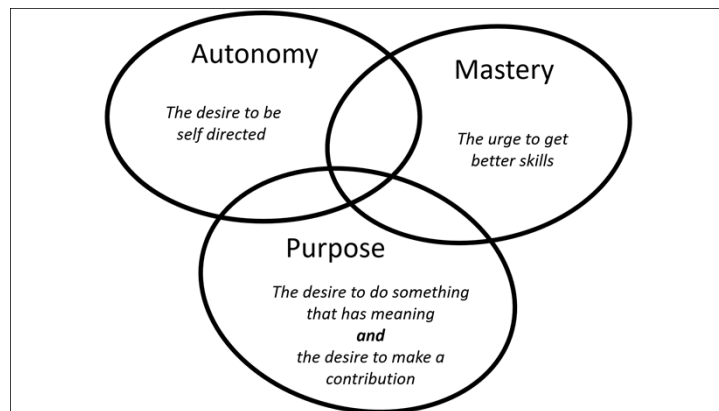 Autonomy
The desire to be
self directed
Mastery
The urge to get
better skills
Purpose
The desire to do something
that has meaning
and
the desire to make a
contribution